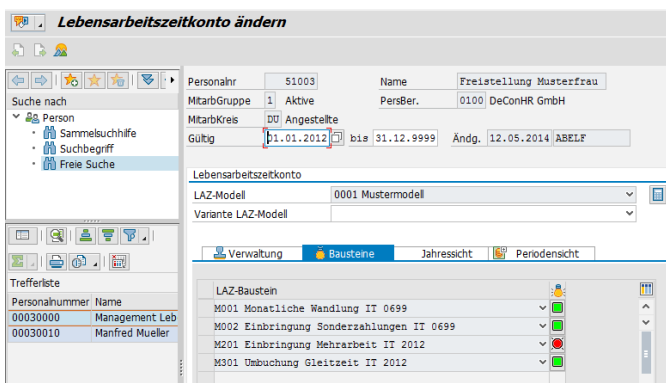 Lebensarbeitszeitkonto ändern
Suche nach
Person
Sammelsuchhilfe
Suchbegriff
Freie Suche
Trefferliste
Personalnummer Name
00030000 Management Leb
00030010 Manfred Mueller
Personalnr 51003 Name Freistellung Musterfrau
MitarbGruppe 1 Aktive PersBer. 0100 DeConHR GmbH
MitarbKreis DU Angestellte
Gültig 01.01.2012 bis 31.12.9999 Ändg. 12.05.2014 ABELF
Lebensarbeitszeitkonto
LAZ-Modell 0001 Mustermodell
Variante LAZ-Modell
Verwaltung Bausteine Jahressicht Periodensicht
LAZ-Baustein
M001 Monatliche Wandlung IT 0699
M002 Einbringung Sonderzahlungen IT 0699
M201 Einbringung Mehrarbeit IT 2012
M301 Umbuchung Gleitzeit IT 2012